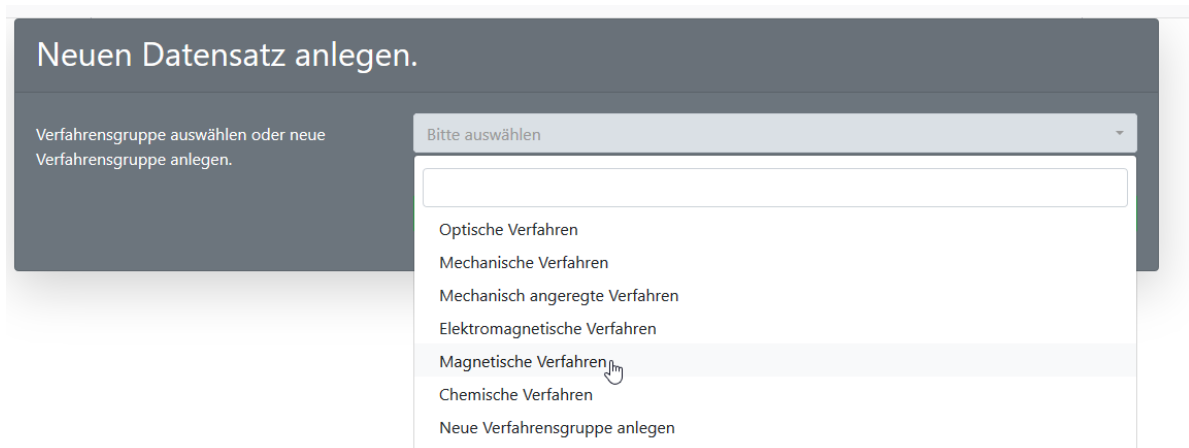 Neuen Datensatz anlegen.
Verfahrensgruppe auswählen oder neue
Verfahrensgruppe anlegen.
Bitte auswählen
Optische Verfahren
Mechanische Verfahren
Mechanisch angeregte Verfahren
Elektromagnetische Verfahren
Magnetische Verfahren
Chemische Verfahren
Neue Verfahrensgruppe anlegen